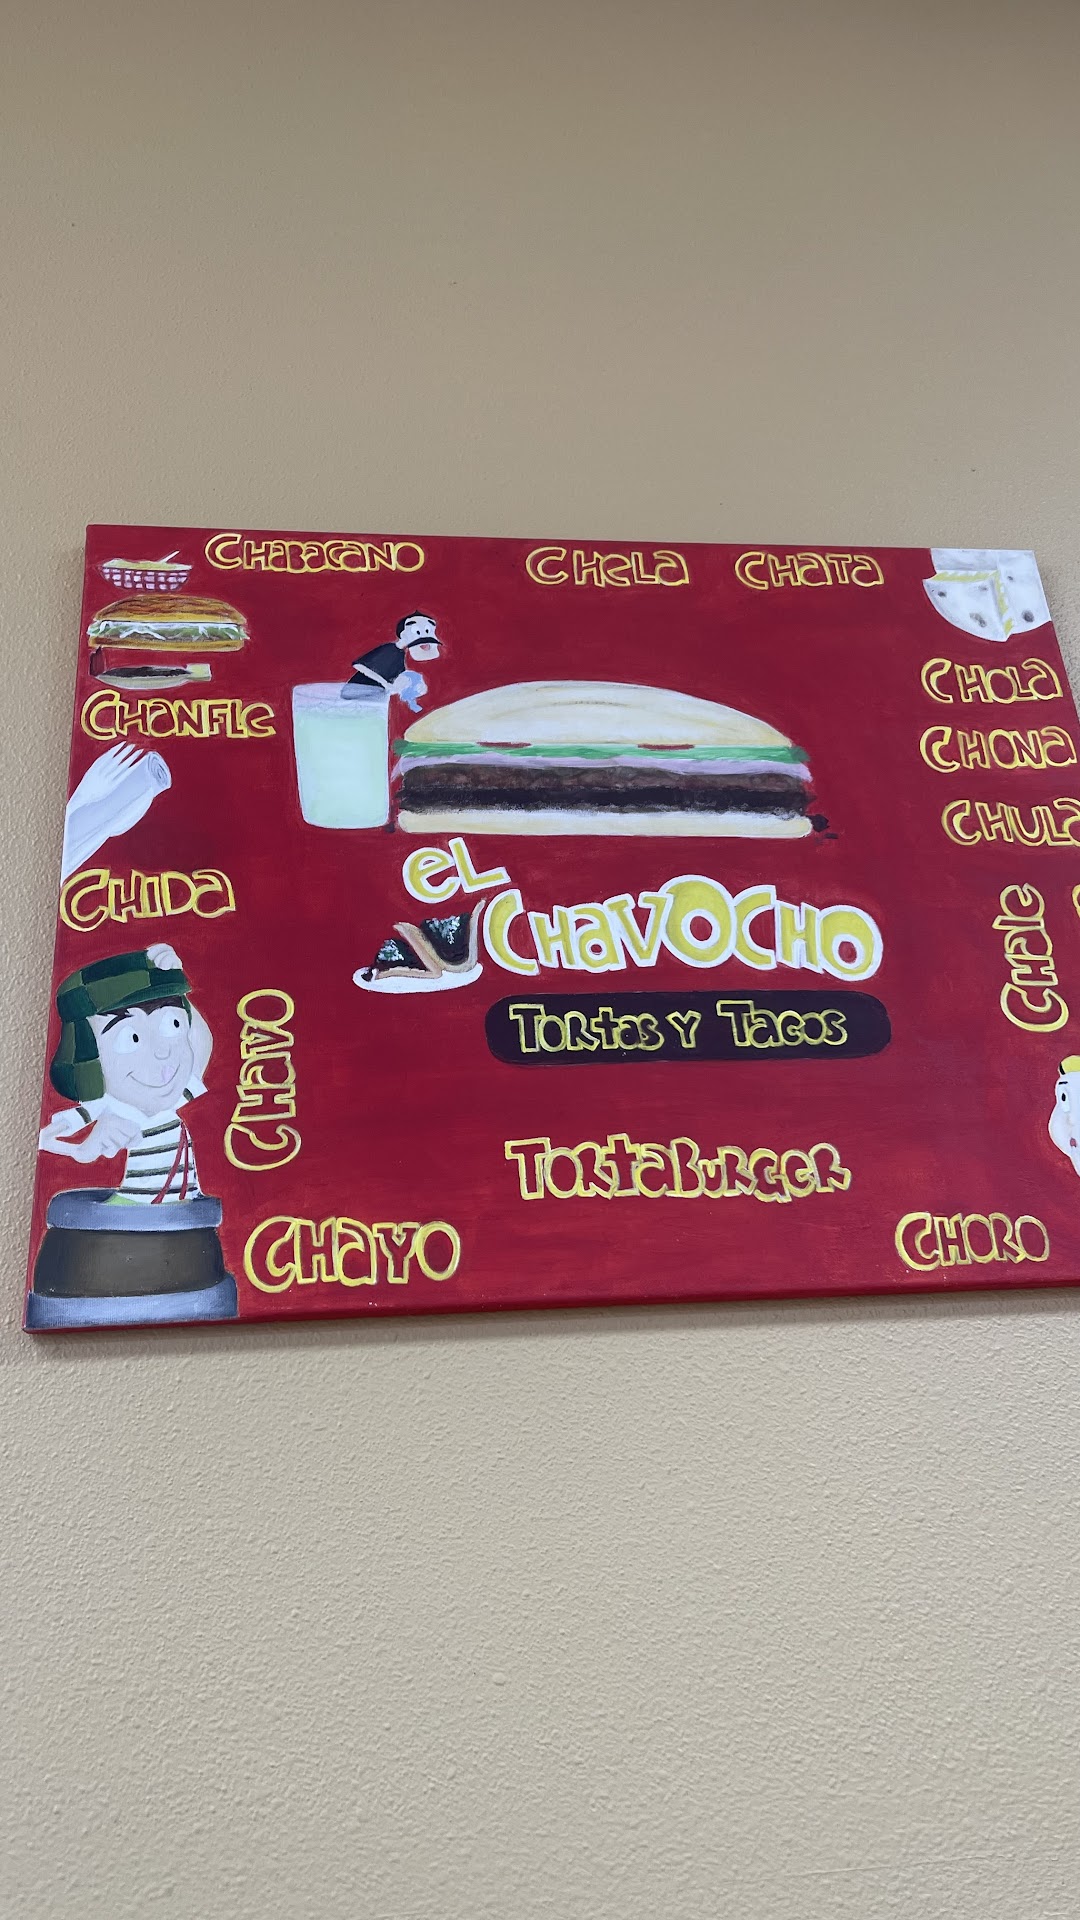 CHABACANO
CHELA
CHATA
CHANFLE
CHOLA
CHONA
CHULA
CHIDA
EL
CHAVOCHO
TORTAS Y TACOS
CHALE
CHAVO
TORTABURGER
CHAYO
CHORO